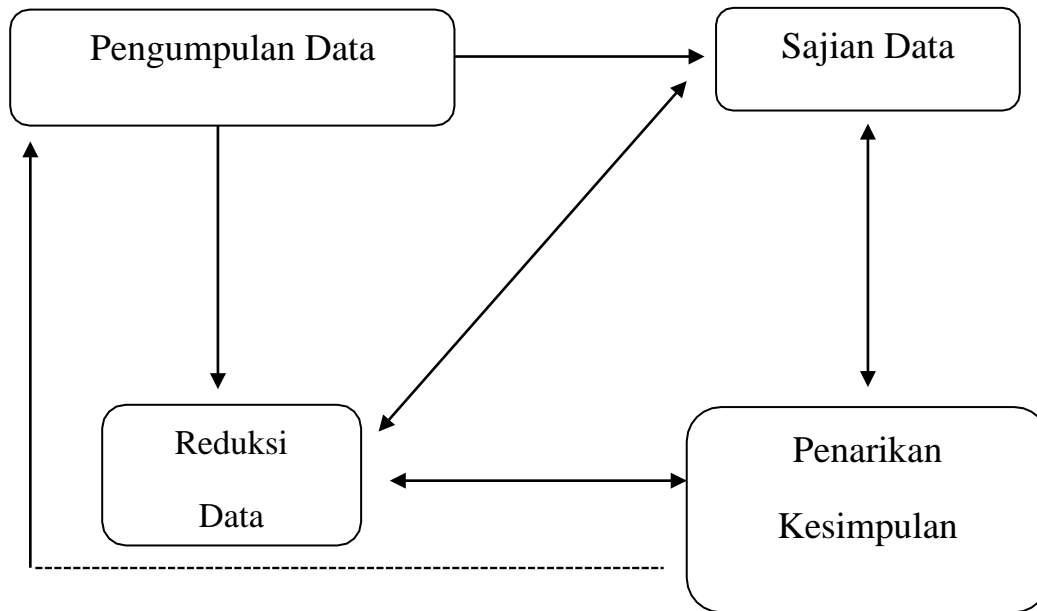 Pengumpulan Data
Sajian Data
Reduksi
Data
Penarikan
Kesimpulan